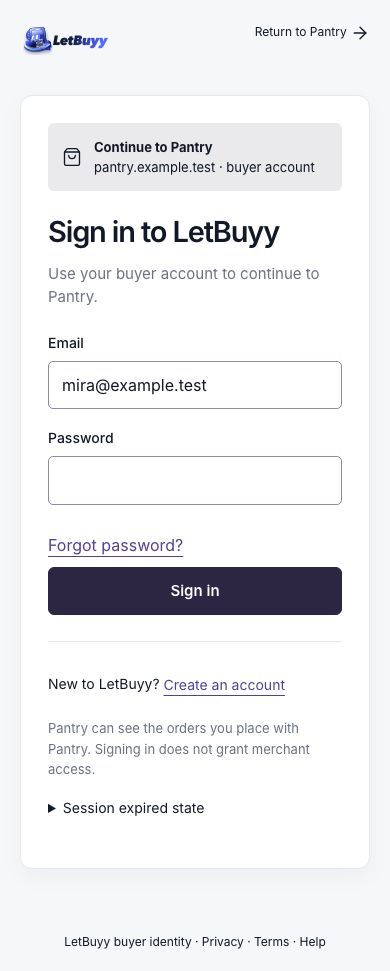 LetBuyy
Return to Pantry
Continue to Pantry
pantry.example.test · buyer account
Sign in to LetBuyy
Use your buyer account to continue to
Pantry.
Email
mira@example.test
Password
Forgot password?
Sign in
New to LetBuyy? Create an account
Pantry can see the orders you place with
Pantry. Signing in does not grant merchant
access.
Session expired state
LetBuyy buyer identity · Privacy · Terms · Help